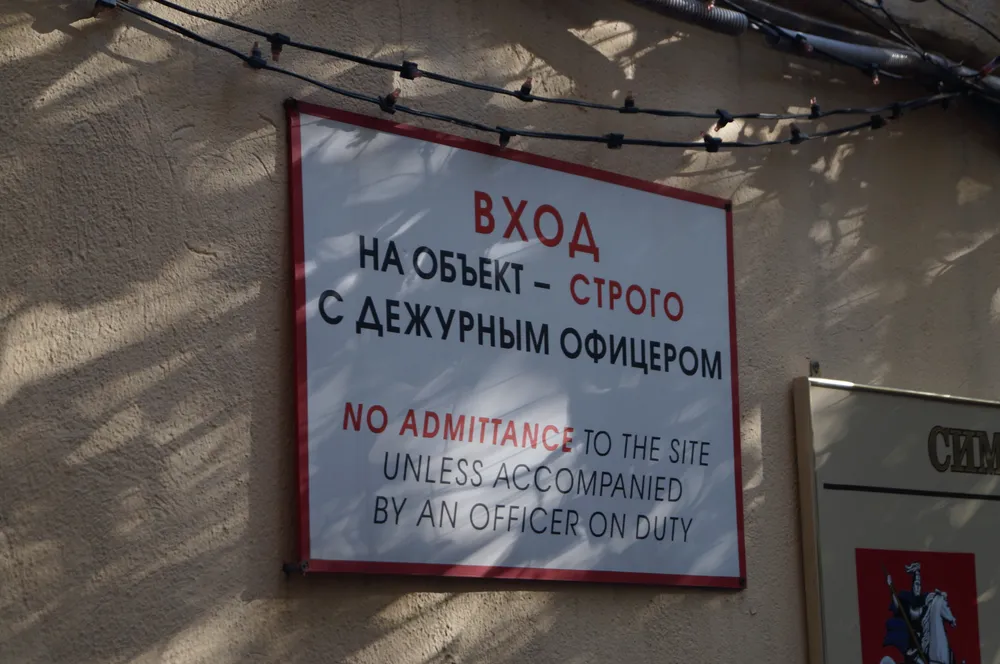 ВХОД
НА ОБЪЕКТ – СТРОГО
С ДЕЖУРНЫМ ОФИЦЕРОМ
NO ADMITTANCE TO THE SITE
UNLESS ACCOMPANIED
BY AN OFFICER ON DUTY